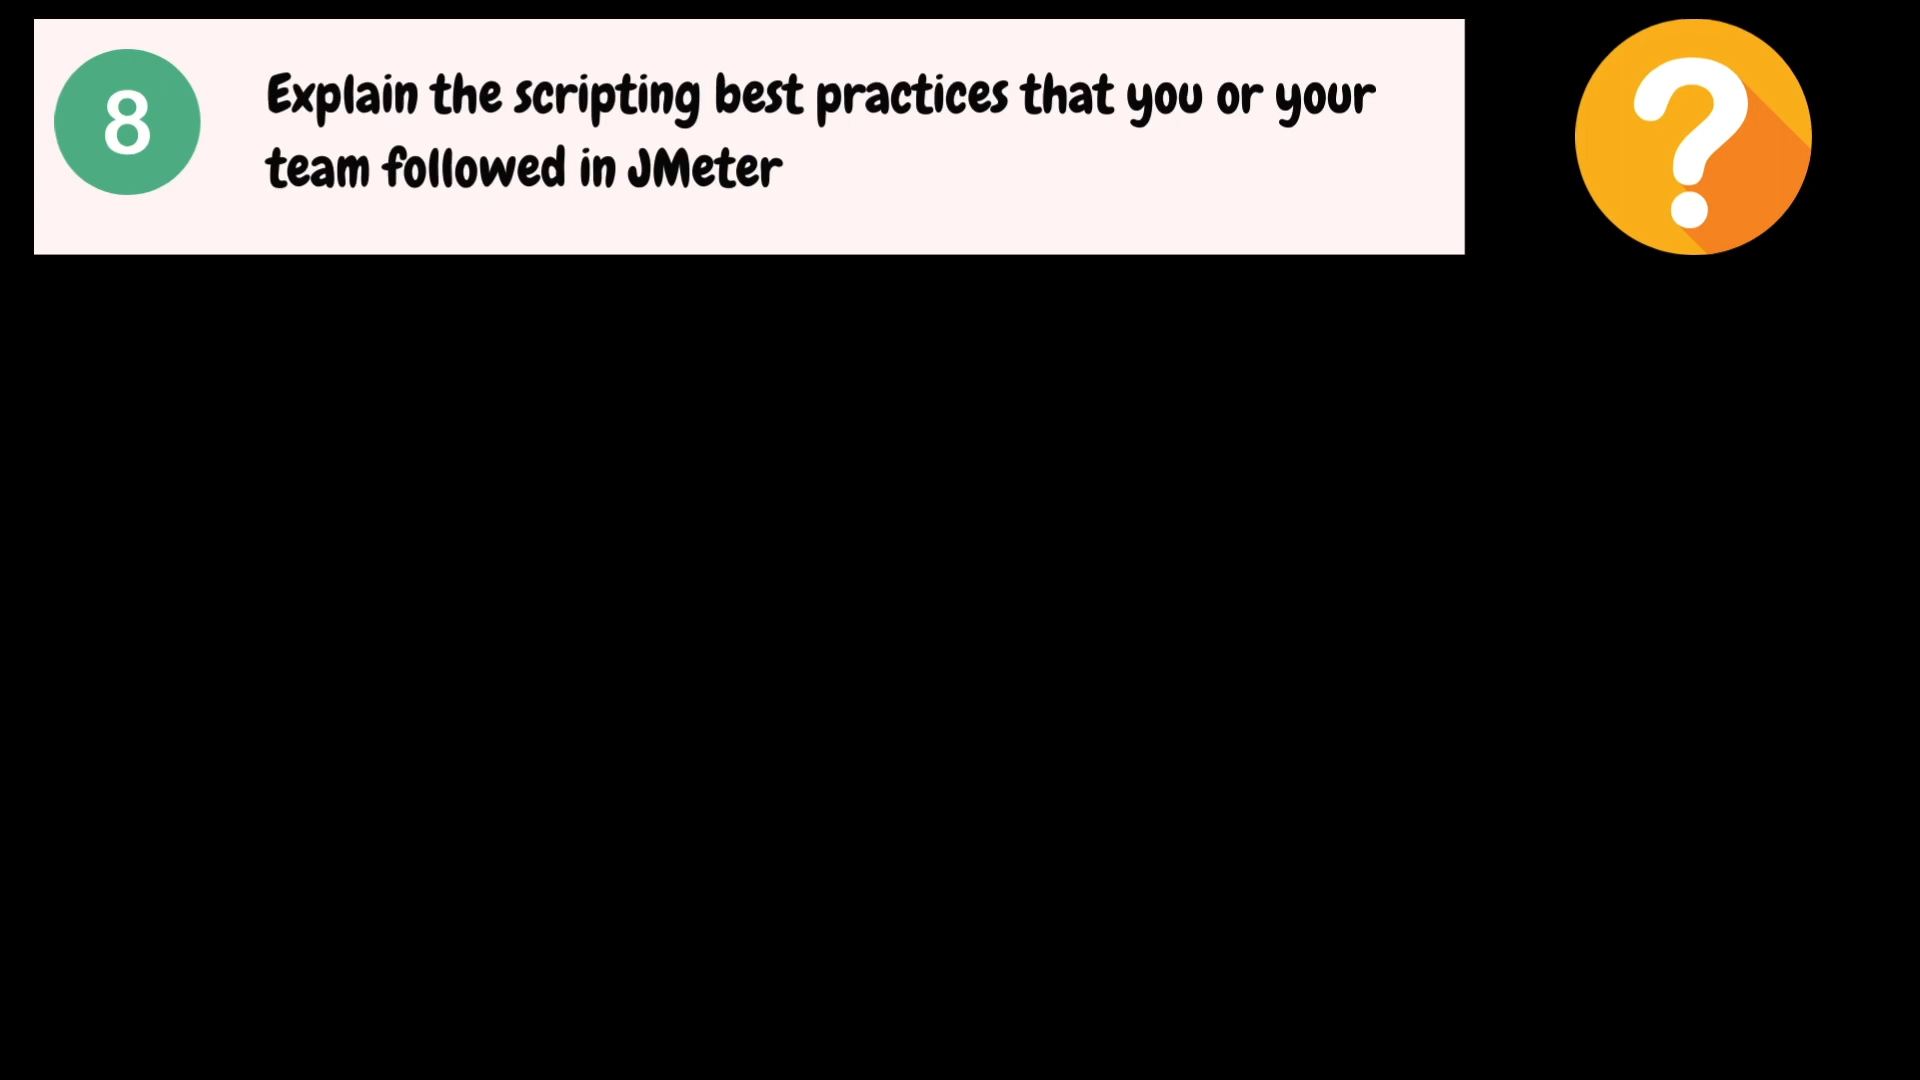 8
Explain the scripting best practices that you or your
team followed in JMeter
?